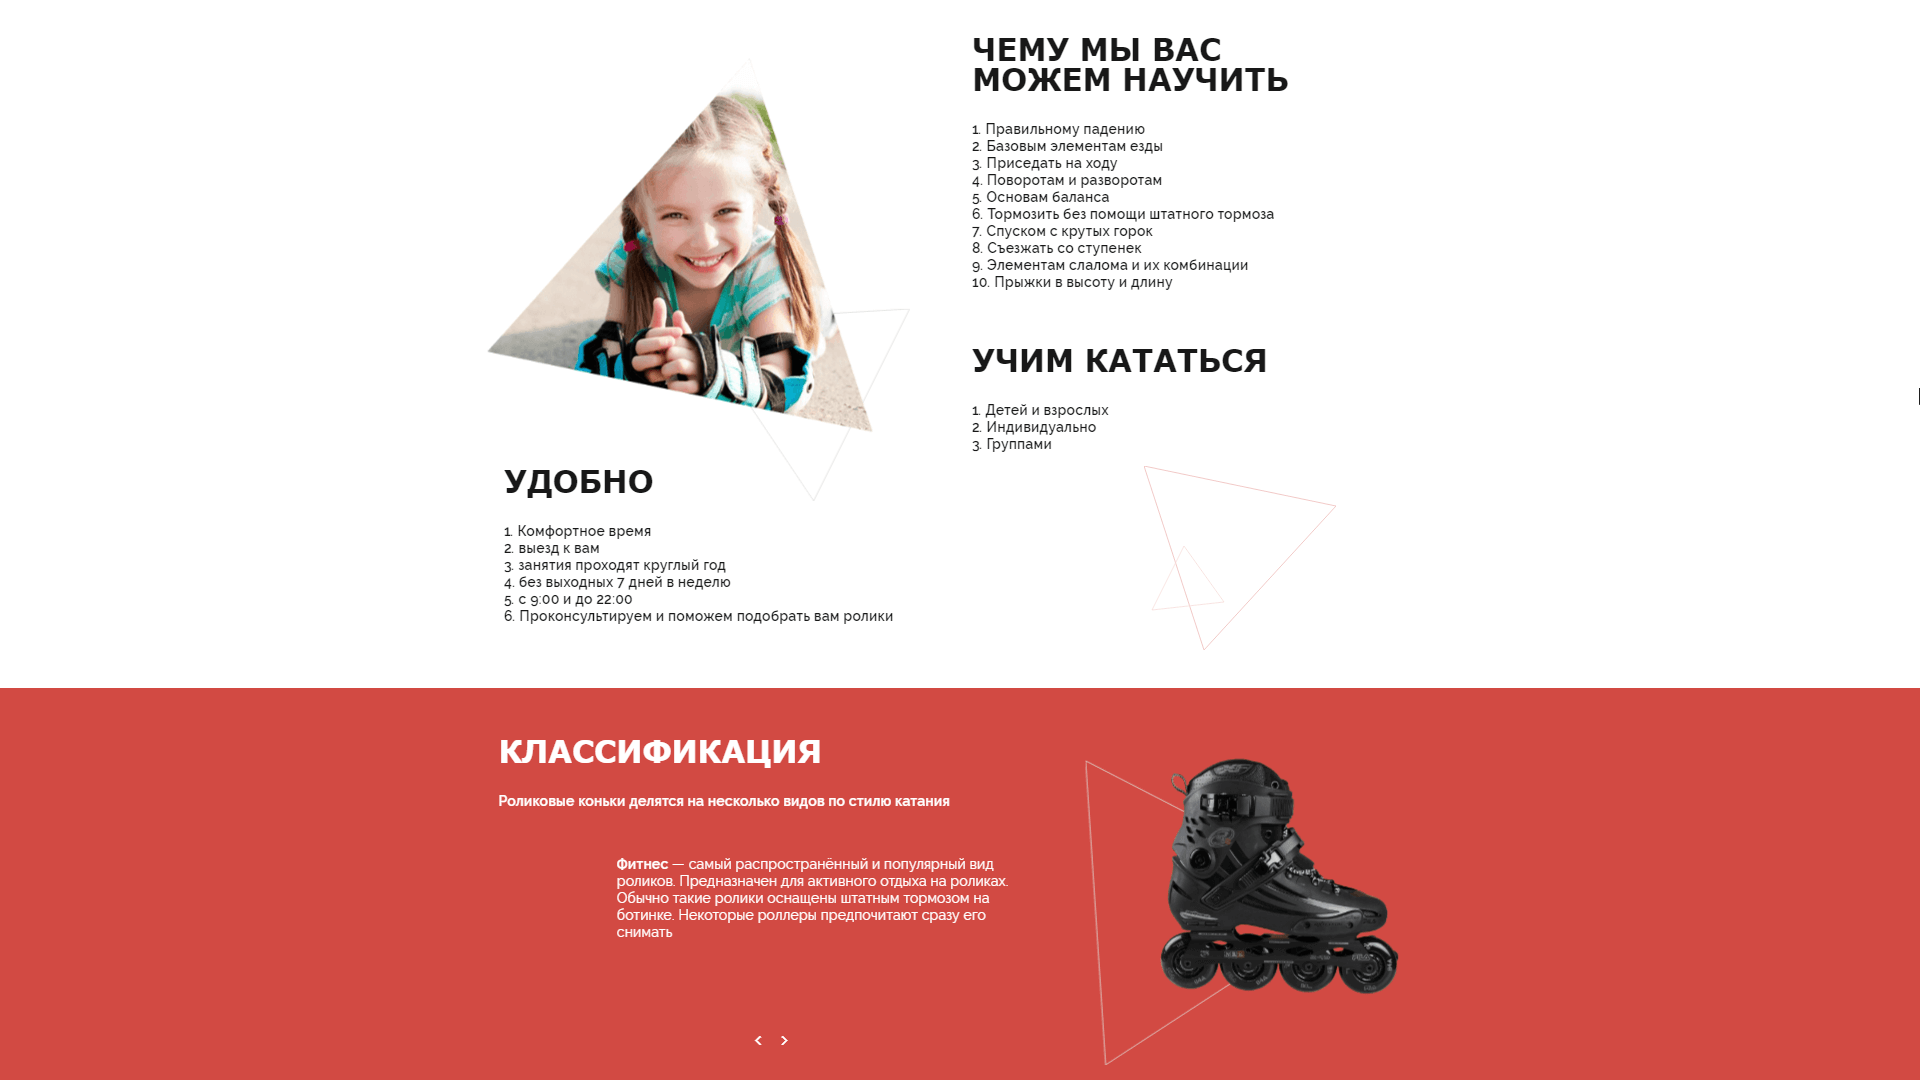 ЧЕМУ МЫ ВАС
МОЖЕМ НАУЧИТЬ
1. Правильному падению
2. Базовым элементам езды
3. Приседать на ходу
4. Поворотам и разворотам
5. Основам баланса
6. Тормозить без помощи штатного тормоза
7. Спуском с крутых горок
8. Съезжать со ступенек
9. Элементам слалома и их комбинации
10. Прыжки в высоту и длину
УЧИМ КАТАТЬСЯ
1. Детей и взрослых
2. Индивидуально
3. Группами
УДОБНО
1. Комфортное время
2. выезд к вам
3. занятия проходят круглый год
4. без выходных 7 дней в неделю
5. с 9:00 и до 22:00
6. Проконсультируем и поможем подобрать вам ролики
КЛАССИФИКАЦИЯ
Роликовые коньки делятся на несколько видов по стилю катания
Фитнес — самый распространённый и популярный вид
роликов. Предназначен для активного отдыха на роликах.
Обычно такие ролики оснащены штатным тормозом на
ботинке. Некоторые роллеры предпочитают сразу его
снимать